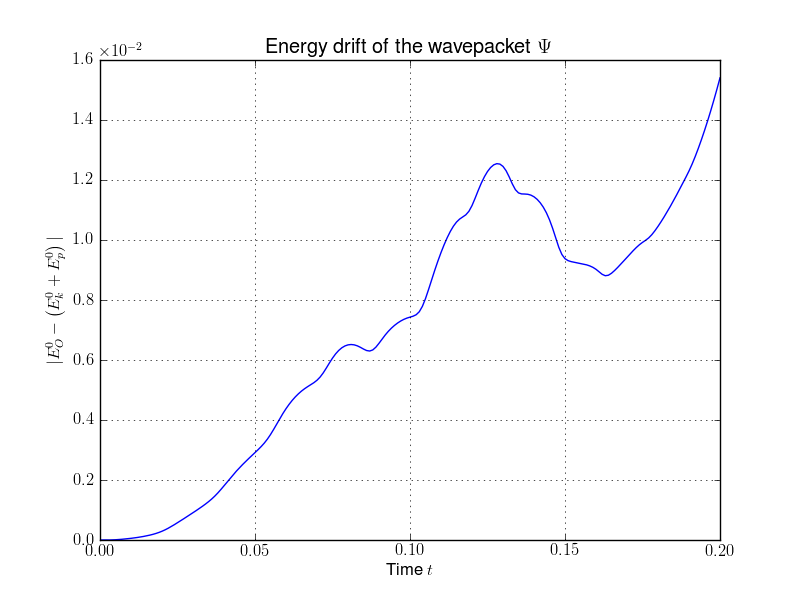 Energy drift of the wavepacket Ψ
×10⁻²
1.6
1.4
1.2
1.0
0.8
0.6
0.4
0.2
0.0
|E_O^0 − (E_k^0 + E_p^0)|
0.00 0.05 0.10 0.15 0.20
Time t